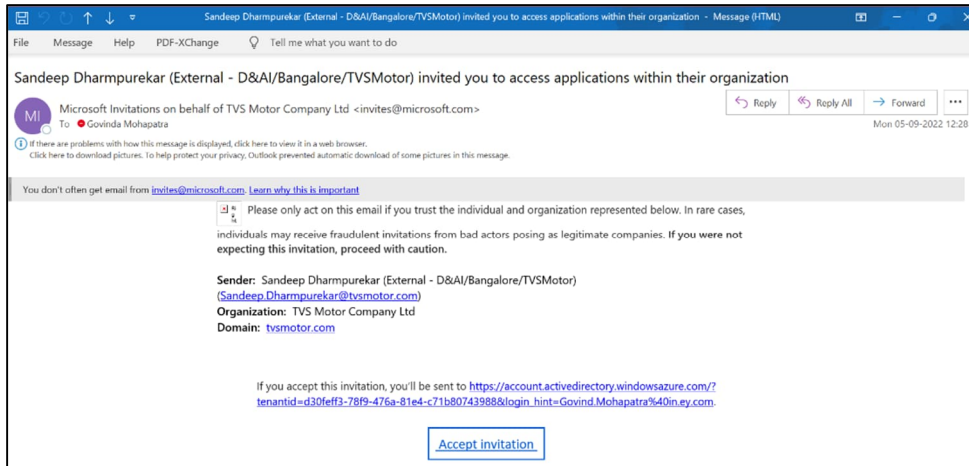 Sandeep Dharmpurekar (External - D&AI/Bangalore/TVSMotor) invited you to access applications within their organization - Message (HTML)
File Message Help PDF-XChange Tell me what you want to do
Sandeep Dharmpurekar (External - D&AI/Bangalore/TVSMotor) invited you to access applications within their organization
MI
Microsoft Invitations on behalf of TVS Motor Company Ltd <invites@microsoft.com>
To Govinda Mohapatra
Reply Reply All Forward ...
Mon 05-09-2022 12:28
If there are problems with how this message is displayed, click here to view it in a web browser.
Click here to download pictures. To help protect your privacy, Outlook prevented automatic download of some pictures in this message.
You don't often get email from invites@microsoft.com. Learn why this is important
Please only act on this email if you trust the individual and organization represented below. In rare cases,
individuals may receive fraudulent invitations from bad actors posing as legitimate companies. If you were not
expecting this invitation, proceed with caution.
Sender: Sandeep Dharmpurekar (External - D&AI/Bangalore/TVSMotor)
(Sandeep.Dharmpurekar@tvsmotor.com)
Organization: TVS Motor Company Ltd
Domain: tvsmotor.com
If you accept this invitation, you'll be sent to https://account.activedirectory.windowsazure.com/?
tenantid=d30feff3-78f9-476a-81e4-c71b80743988&login_hint=Govind.Mohapatra%40in.ey.com.
Accept invitation